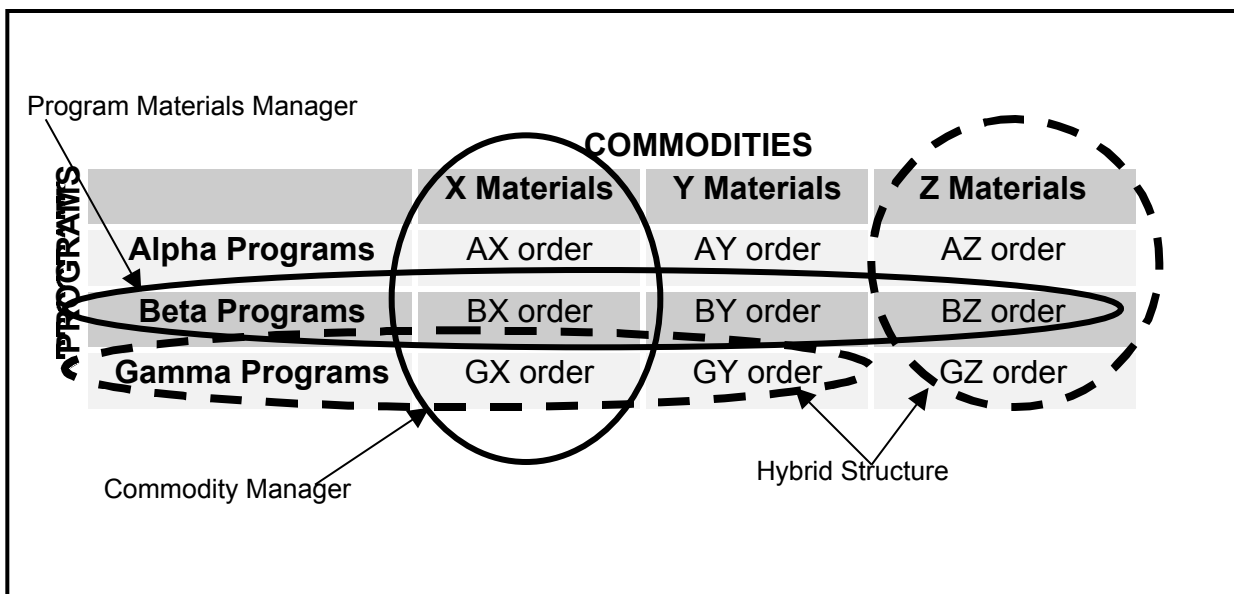 Program Materials Manager
COMMODITIES
PROGRAMS
X Materials Y Materials Z Materials
Alpha Programs AX order AY order AZ order
Beta Programs BX order BY order BZ order
Gamma Programs GX order GY order GZ order
Commodity Manager
Hybrid Structure